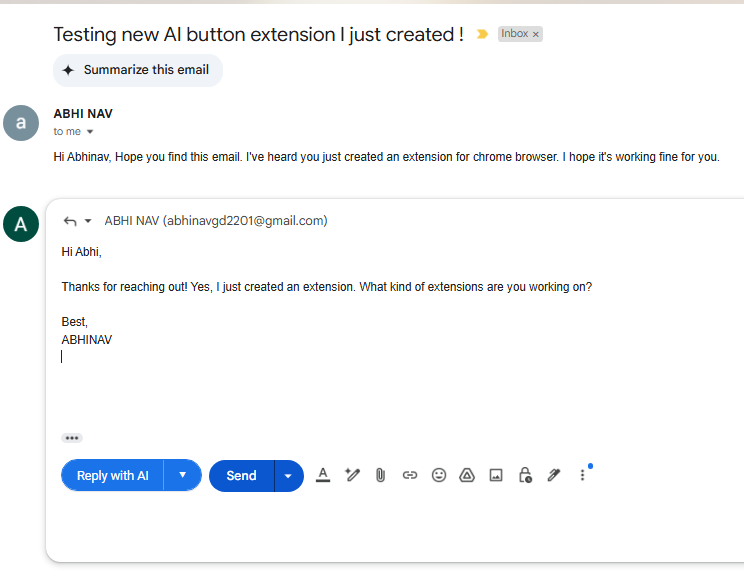 Testing new AI button extension I just created !
Inbox ×
Summarize this email
a
ABHI NAV
to me
Hi Abhinav, Hope you find this email. I've heard you just created an extension for chrome browser. I hope it's working fine for you.
A
ABHI NAV (abhinavgd2201@gmail.com)
Hi Abhi,
Thanks for reaching out! Yes, I just created an extension. What kind of extensions are you working on?
Best,
ABHINAV
Reply with AI
Send
A